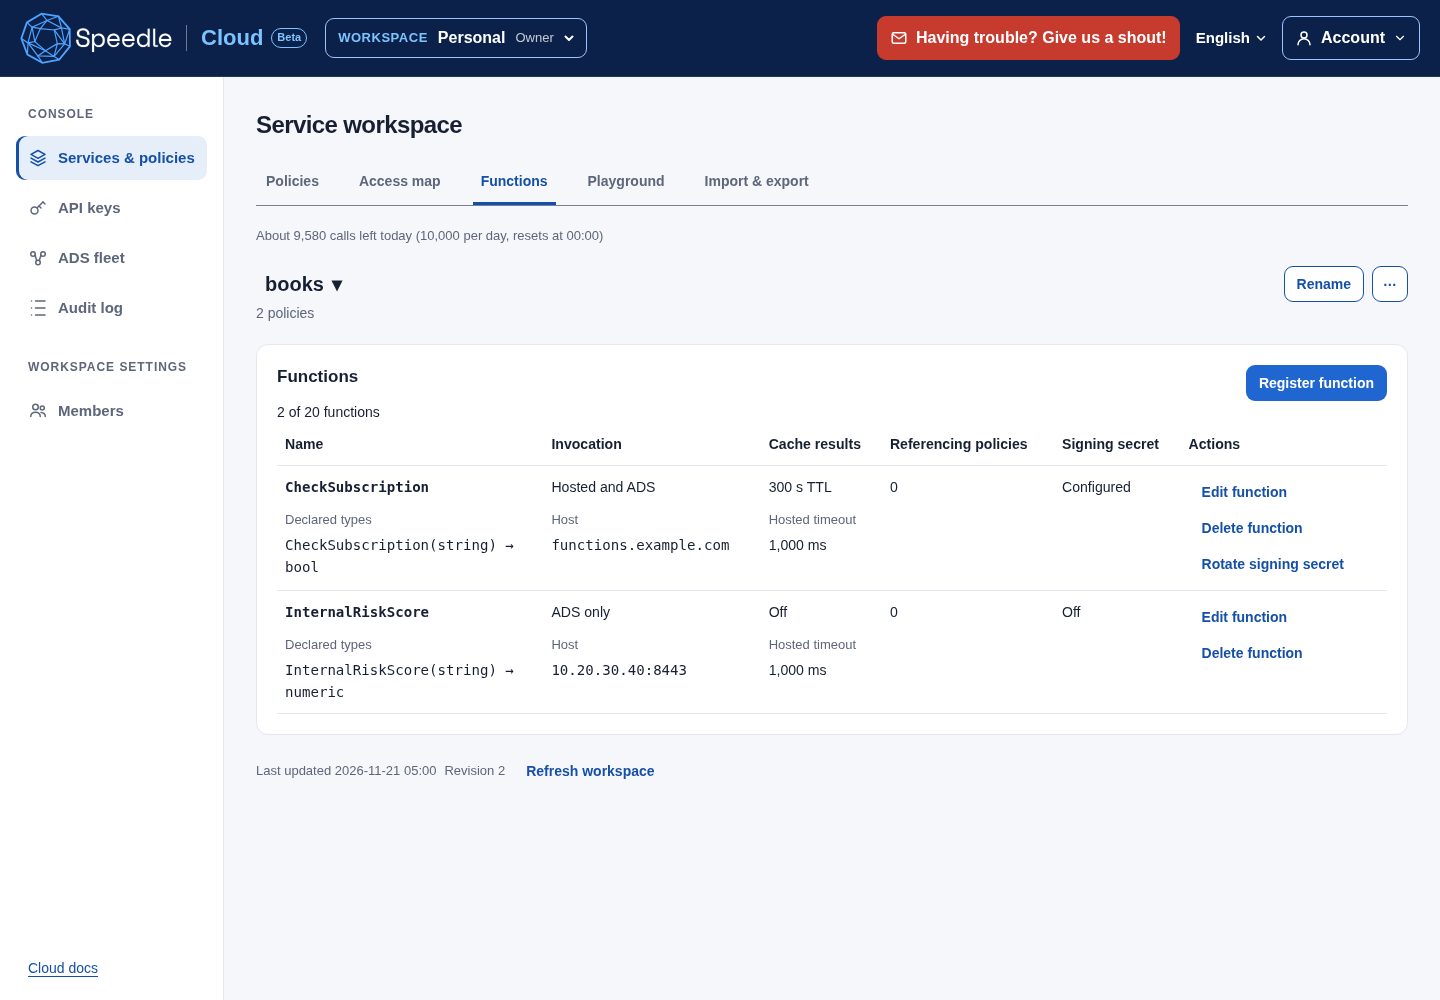 Speedle
Cloud Beta
WORKSPACE Personal Owner
Having trouble? Give us a shout!
English
Account
CONSOLE
Services & policies
API keys
ADS fleet
Audit log
WORKSPACE SETTINGS
Members
Cloud docs
Service workspace
Policies Access map Functions Playground Import & export
About 9,580 calls left today (10,000 per day, resets at 00:00)
books ▾
Rename ...
2 policies
Functions
Register function
2 of 20 functions
Name Invocation Cache results Referencing policies Signing secret Actions
CheckSubscription Hosted and ADS 300 s TTL 0 Configured Edit function
Declared types Host Hosted timeout Delete function
CheckSubscription(string) → functions.example.com 1,000 ms
bool Rotate signing secret
InternalRiskScore ADS only Off 0 Off Edit function
Declared types Host Hosted timeout Delete function
InternalRiskScore(string) → 10.20.30.40:8443 1,000 ms
numeric
Last updated 2026-11-21 05:00 Revision 2 Refresh workspace